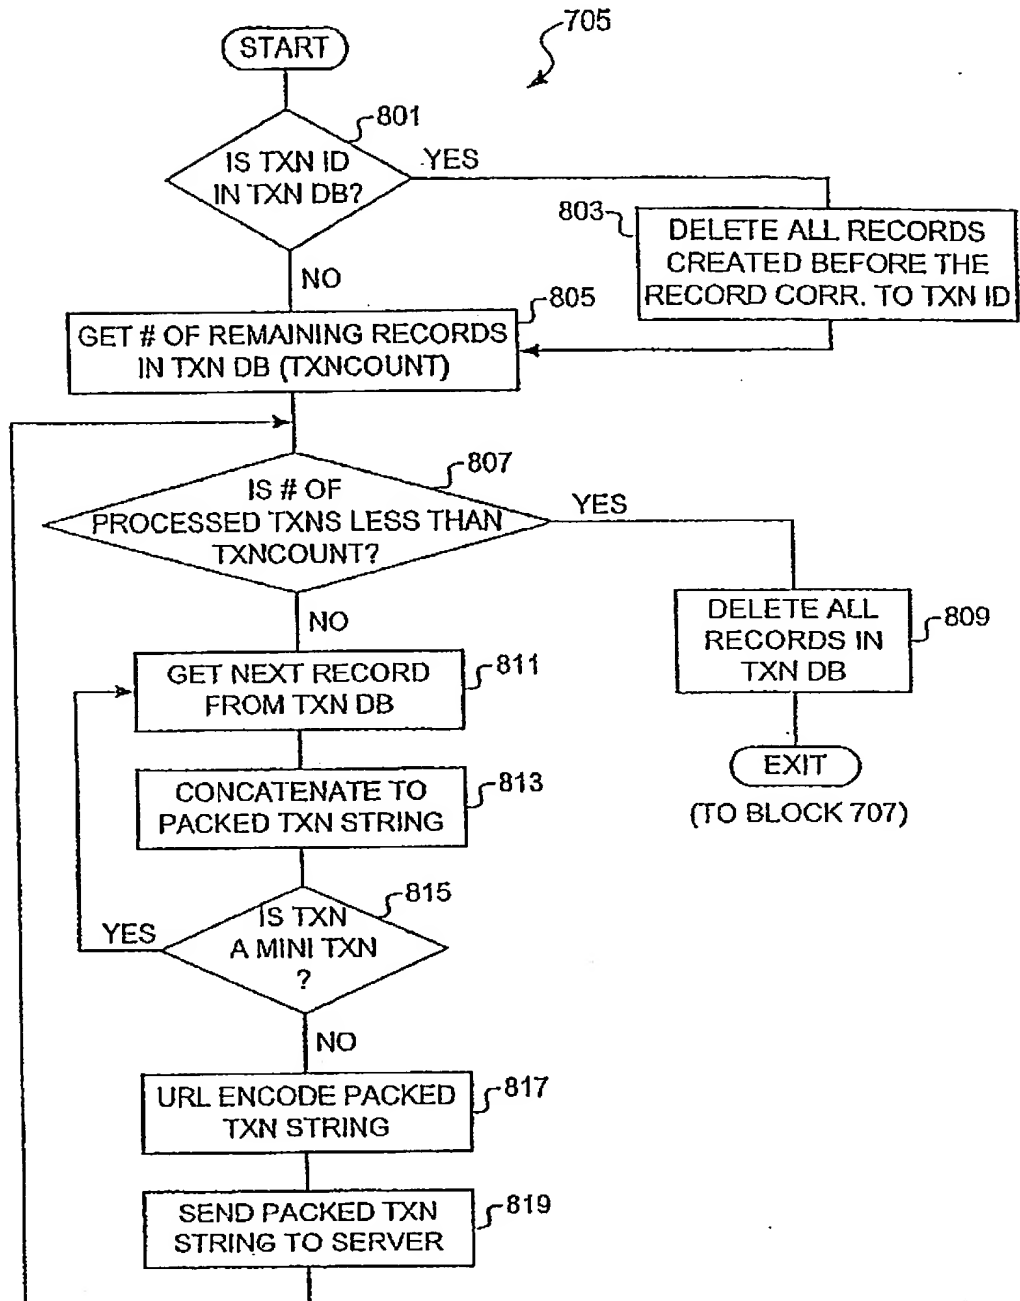 705
START
801
IS TXN ID
IN TXN DB?
YES
803
DELETE ALL RECORDS
CREATED BEFORE THE
RECORD CORR. TO TXN ID
NO
805
GET # OF REMAINING RECORDS
IN TXN DB (TXNCOUNT)
807
IS # OF
PROCESSED TXNS LESS THAN
TXNCOUNT?
YES
809
DELETE ALL
RECORDS IN
TXN DB
EXIT
(TO BLOCK 707)
NO
811
GET NEXT RECORD
FROM TXN DB
813
CONCATENATE TO
PACKED TXN STRING
815
IS TXN
A MINI TXN
?
YES
NO
817
URL ENCODE PACKED
TXN STRING
819
SEND PACKED TXN
STRING TO SERVER